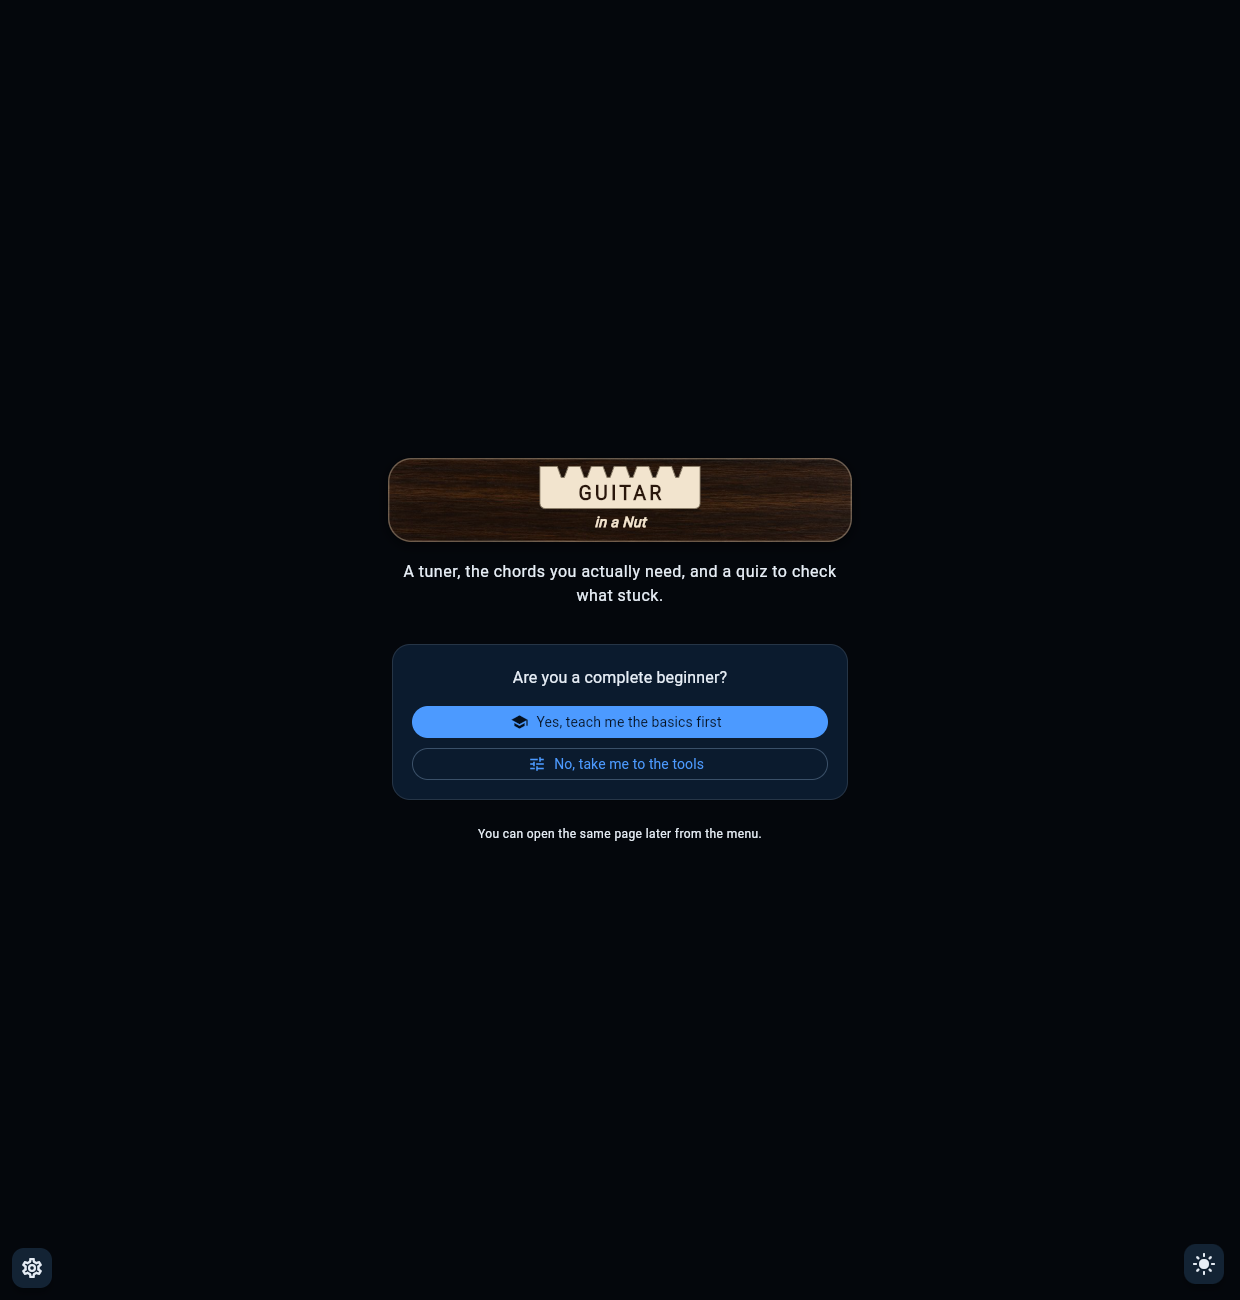 GUITAR
in a Nut
A tuner, the chords you actually need, and a quiz to check
what stuck.
Are you a complete beginner?
Yes, teach me the basics first
No, take me to the tools
You can open the same page later from the menu.